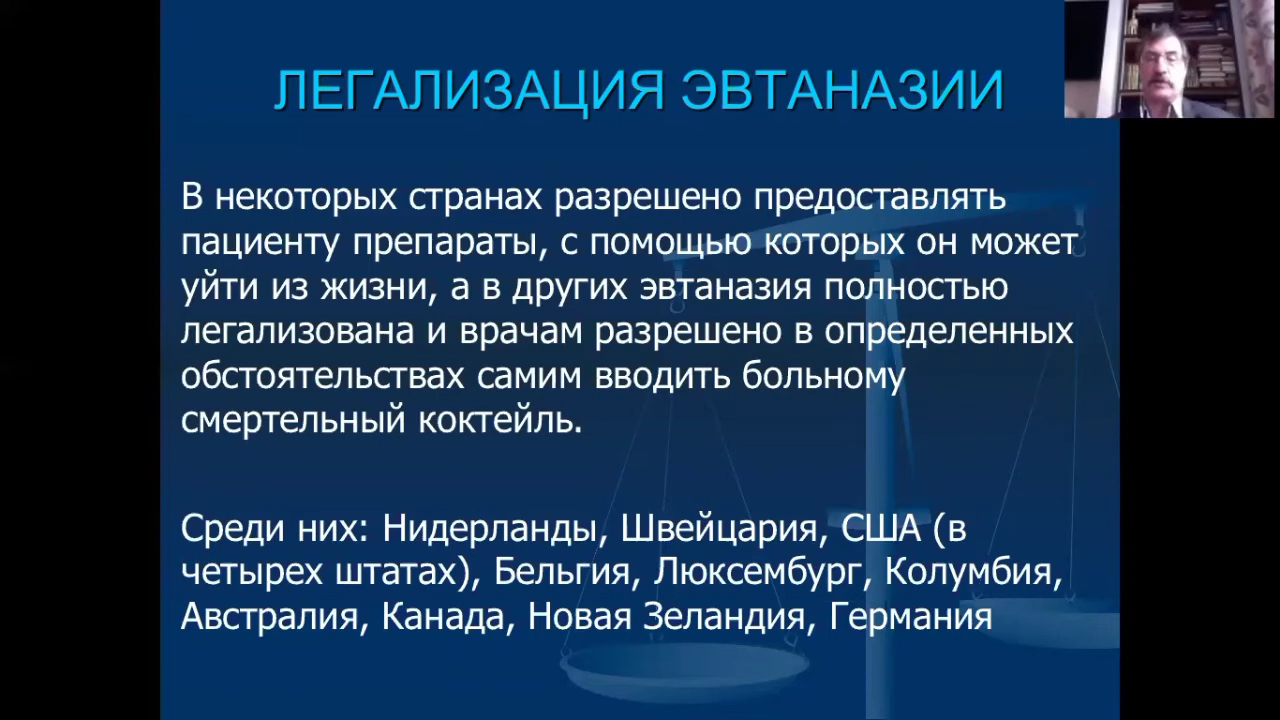 ЛЕГАЛИЗАЦИЯ ЭВТАНАЗИИ
В некоторых странах разрешено предоставлять
пациенту препараты, с помощью которых он может
уйти из жизни, а в других эвтаназия полностью
легализована и врачам разрешено в определенных
обстоятельствах самим вводить больному
смертельный коктейль.
Среди них: Нидерланды, Швейцария, США (в
четырех штатах), Бельгия, Люксембург, Колумбия,
Австралия, Канада, Новая Зеландия, Германия